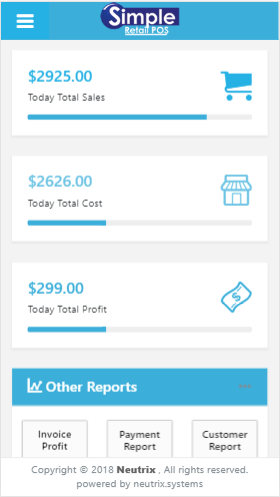 Simple
Retail POS
$2925.00
Today Total Sales
$2626.00
Today Total Cost
$299.00
Today Total Profit
Other Reports
Invoice Profit
Payment Report
Customer Report
Copyright © 2018 Neutrix , All rights reserved.
powered by neutrix.systems